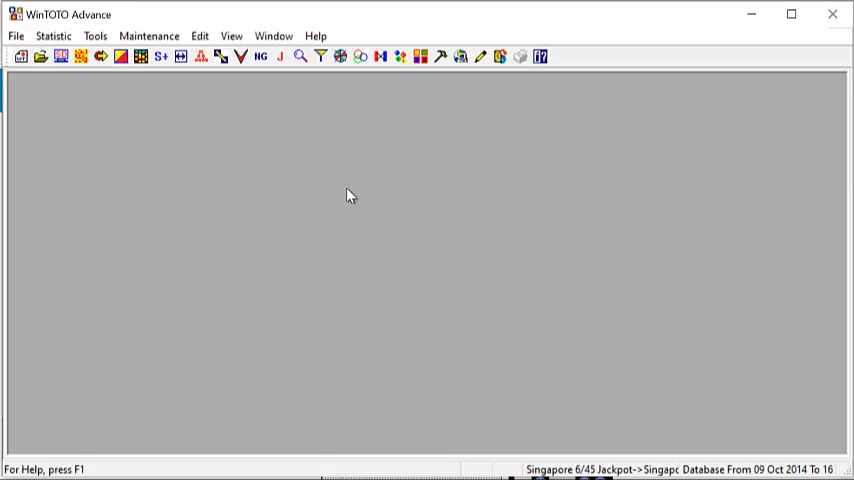 WinTOTO Advance
File Statistic Tools Maintenance Edit View Window Help
S+ NG J
For Help, press F1 Singapore 6/45 Jackpot->Singapc Database From 09 Oct 2014 To 16